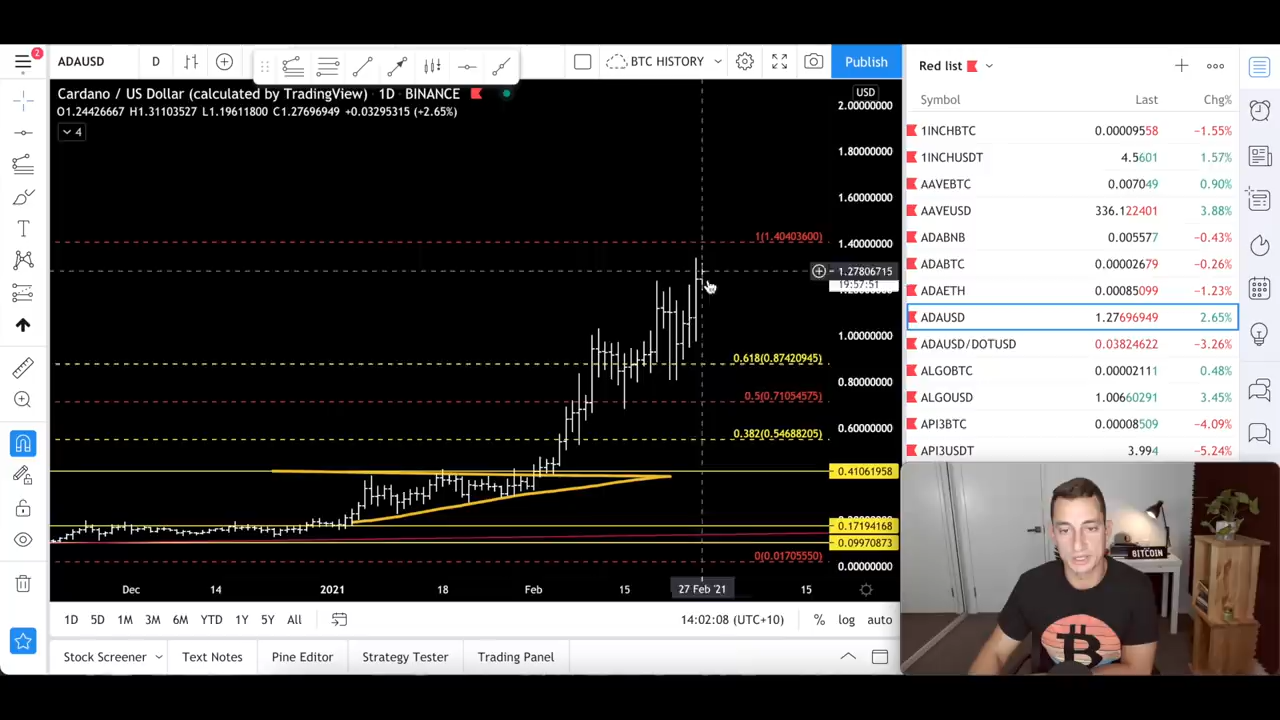 2
ADAUSD
D
BTC HISTORY
Publish
Cardano / US Dollar (calculated by TradingView) · 1D · BINANCE
O1.24426667 H1.31103527 L1.19611800 C1.27696949 +0.03295315 (+2.65%)
4
USD
2.00000000
1.80000000
1.60000000
1(1.40403600)
1.40000000
1.27806715
19:57:51
1.00000000
0.618(0.87420945)
0.80000000
0.5(0.71054575)
0.382(0.54688205)
0.60000000
0.41061958
0.17194168
0.09970873
0(0.01705550)
0.00000000
Dec 14 2021 18 Feb 15 27 Feb '21 15
1D 5D 1M 3M 6M YTD 1Y 5Y All
14:02:08 (UTC+10) % log auto
Stock Screener Text Notes Pine Editor Strategy Tester Trading Panel
Red list
Symbol Last Chg%
1INCHBTC 0.00009558 −1.55%
1INCHUSDT 4.5601 1.57%
AAVEBTC 0.007049 0.90%
AAVEUSD 336.122401 3.88%
ADABNB 0.005577 −0.43%
ADABTC 0.00002679 −0.26%
ADAETH 0.00085099 −1.23%
ADAUSD 1.27696949 2.65%
ADAUSD/DOTUSD 0.03824622 −3.26%
ALGOBTC 0.00002111 0.48%
ALGOUSD 1.00660291 3.45%
API3BTC 0.00008509 −4.09%
API3USDT 3.994 −5.24%
BITCOIN